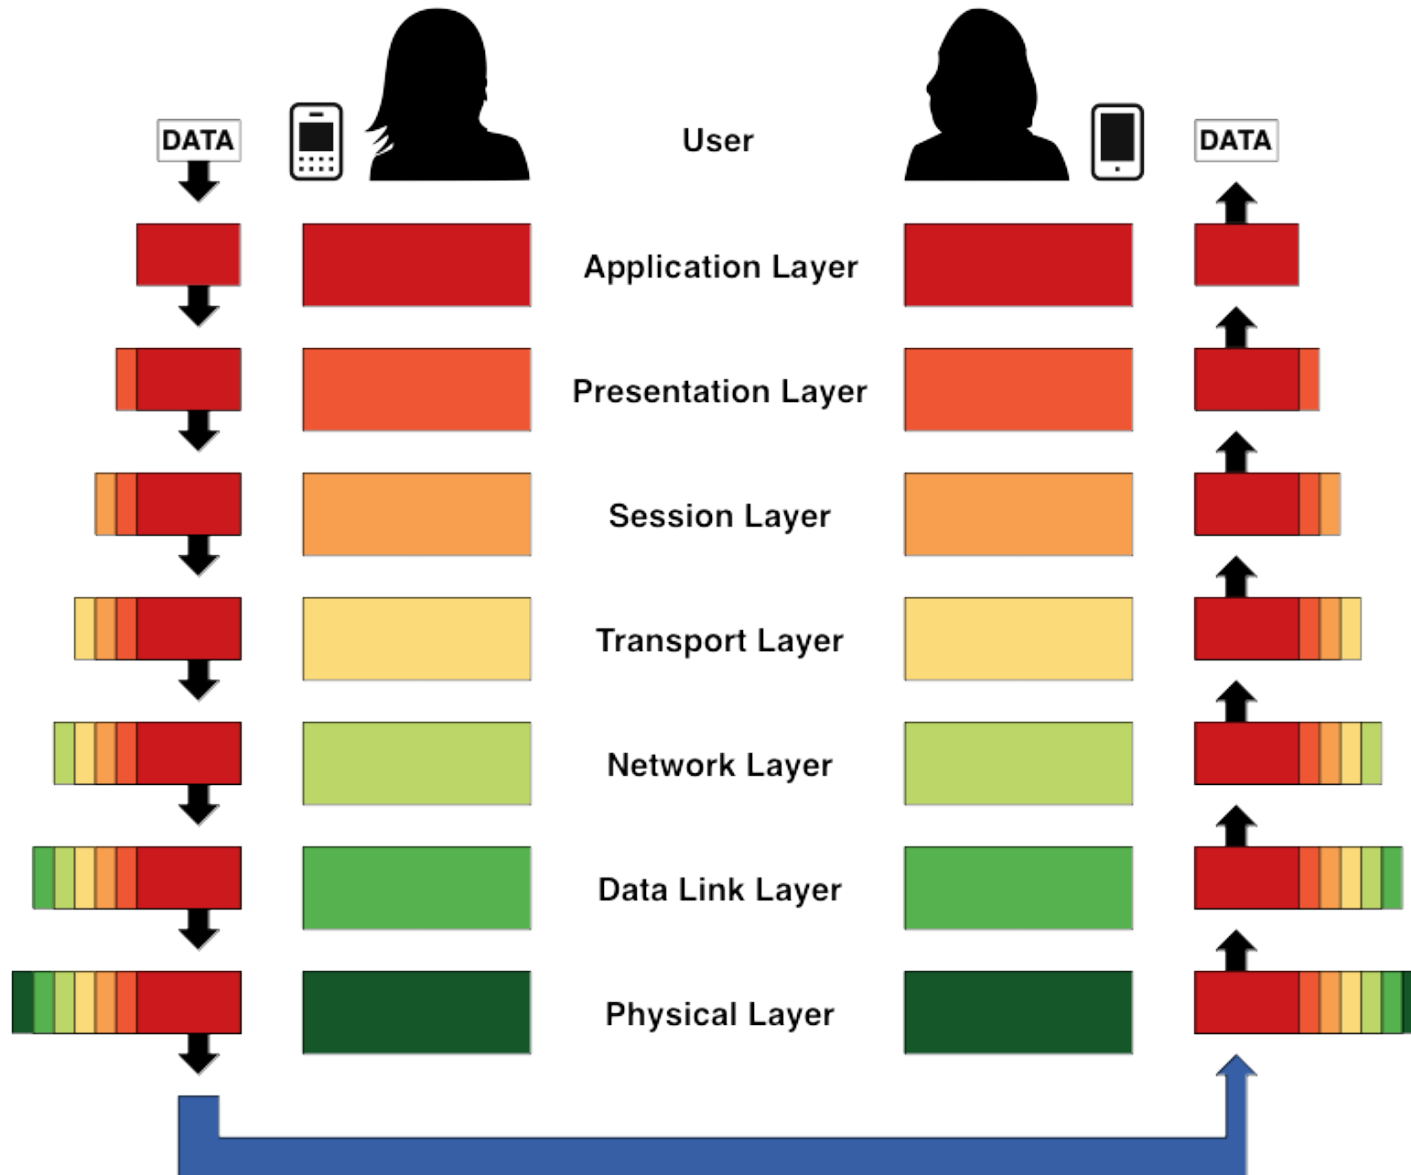 DATA
User
DATA
Application Layer
Presentation Layer
Session Layer
Transport Layer
Network Layer
Data Link Layer
Physical Layer